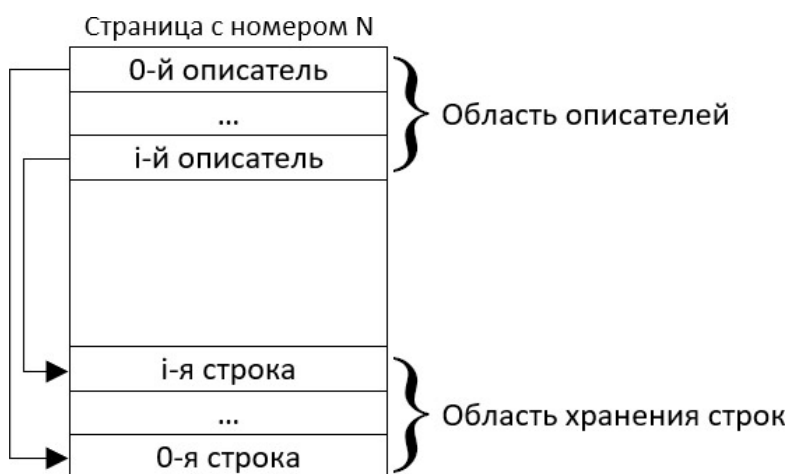 Страница с номером N
0-й описатель
...
i-й описатель
Область описателей
i-я строка
...
0-я строка
Область хранения строк